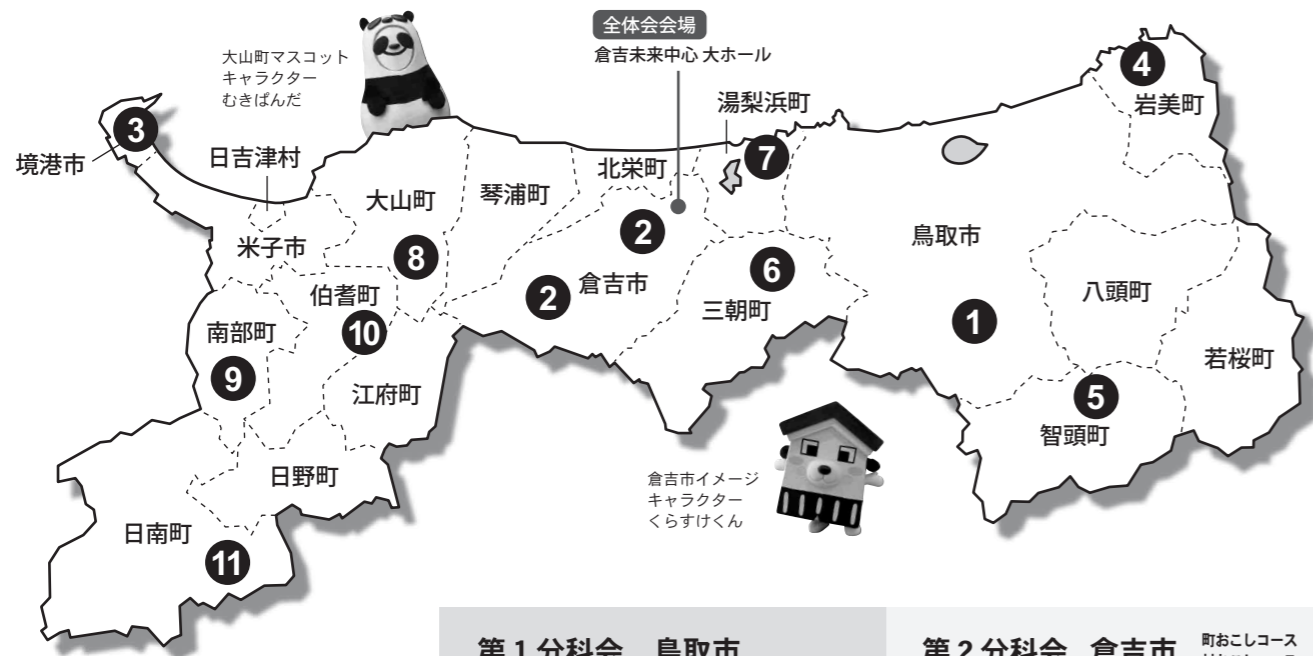 全体会会場
倉吉未来中心 大ホール
大山町マスコット
キャラクター
むきぱんだ
湯梨浜町
4
岩美町
3
境港市
日吉津村
7
北栄町
大山町
琴浦町
米子市
2
鳥取市
8
6
倉吉市
2
伯耆町
三朝町
八頭町
南部町
10
1
若桜町
9
江府町
5
智頭町
日野町
倉吉市イメージ
キャラクター
くらすけくん
日南町
11
第1分科会 鳥取市
第2分科会 倉吉市
町おこしコース